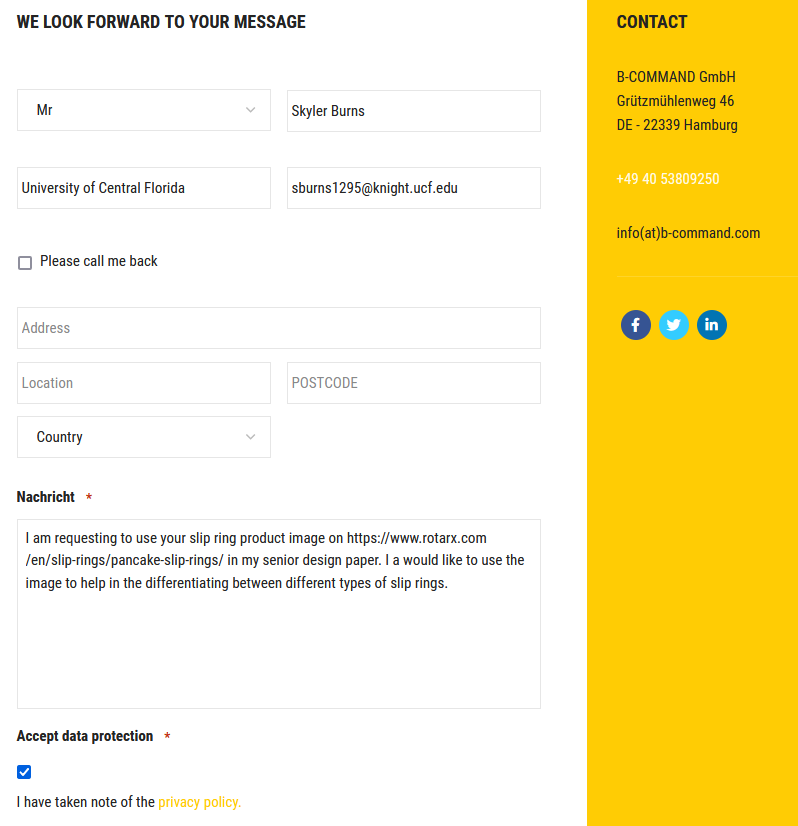 WE LOOK FORWARD TO YOUR MESSAGE
Mr
Skyler Burns
University of Central Florida
sburns1295@knight.ucf.edu
Please call me back
Address
Location
POSTCODE
Country
Nachricht *
I am requesting to use your slip ring product image on https://www.rotarx.com
/en/slip-rings/pancake-slip-rings/ in my senior design paper. I a would like to use the
image to help in the differentiating between different types of slip rings.
Accept data protection *
I have taken note of the privacy policy.
CONTACT
B-COMMAND GmbH
Grützmühlenweg 46
DE - 22339 Hamburg
+49 40 53809250
info(at)b-command.com